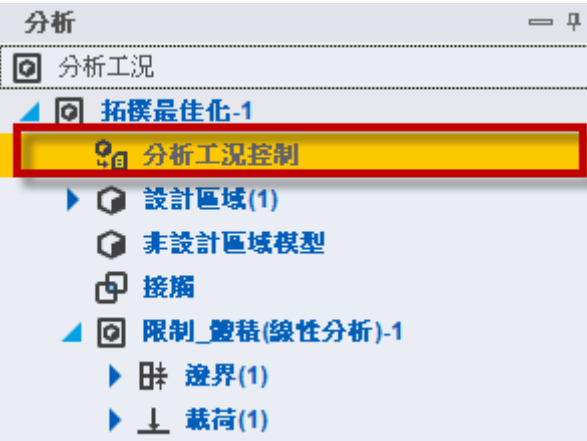 分析
分析工況
拓樸最佳化-1
分析工況控制
設計區域(1)
非設計區域模型
接觸
限制_體積(線性分析)-1
邊界(1)
載荷(1)